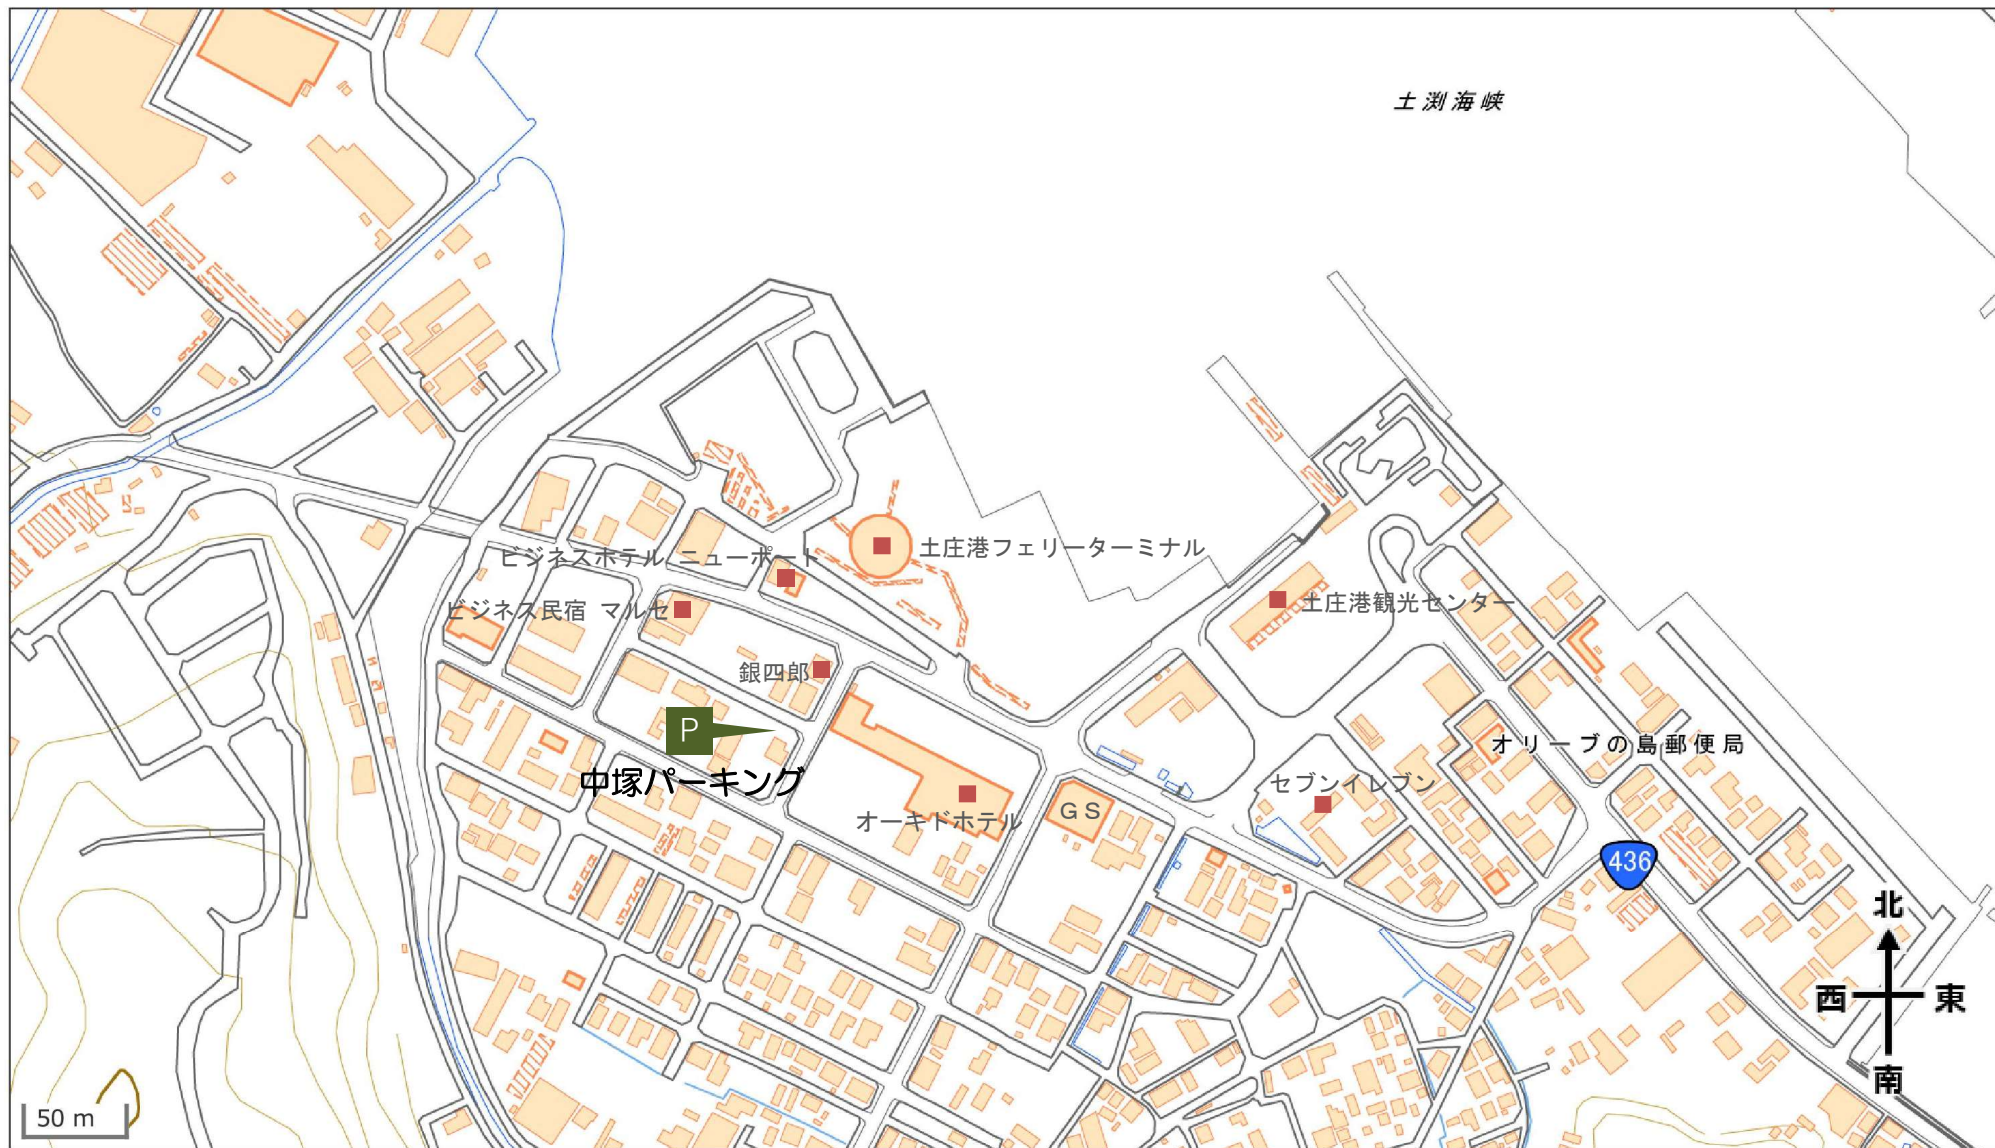 土渕海峡
ビジネスホテル ニューポート
土庄港フェリーターミナル
ビジネス民宿 マルセ
土庄港観光センター
銀四郎
P
中塚パーキング
オリーブの島郵便局
セブンイレブン
オーキドホテル
GS
436
北
西
東
南
50 m